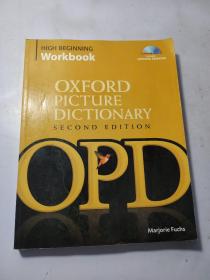 HIGH BEGINNING
Workbook
OXFORD
PICTURE
DICTIONARY
SECOND EDITION
OPD
Marjorie Fuchs